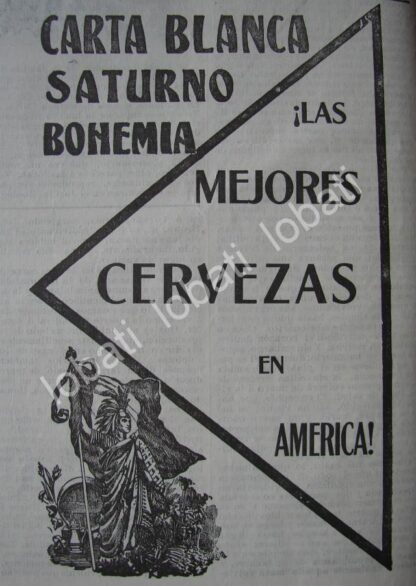 CARTA BLANCA
SATURNO
BOHEMIA
¡LAS
MEJORES
CERVEZAS
EN
AMERICA!
lobati lobati lobati